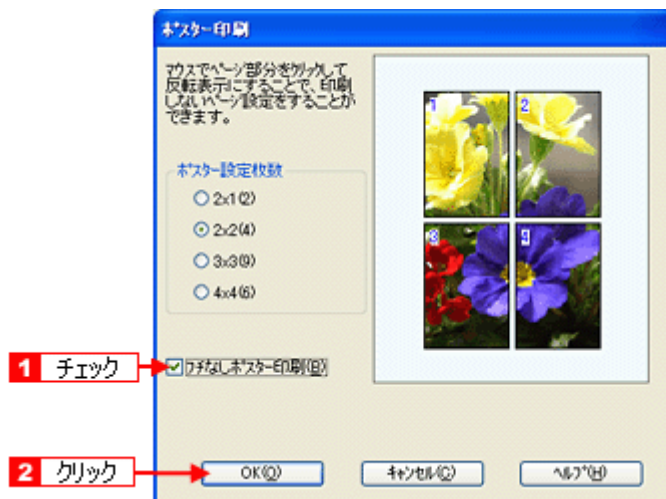 ポスター印刷
マウスでページ部分をクリックして
反転表示にすることで、印刷
しないページ設定をすることが
できます。
ポスター設定枚数
2x1(2)
2x2(4)
3x3(9)
4x4(6)
1 2
3 4
1 チェック
フチなしポスター印刷(B)
2 クリック
OK(O) キャンセル(C) ヘルプ(H)